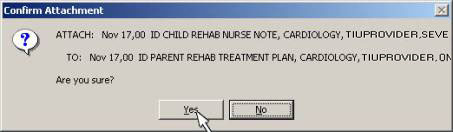 Confirm Attachment
ATTACH: Nov 17,00 ID CHILD REHAB NURSE NOTE, CARDIOLOGY, TIUPROVIDER,SEVE
TO: Nov 17,00 ID PARENT REHAB TREATMENT PLAN, CARDIOLOGY, TIUPROVIDER, ON
Are you sure?
Yes No